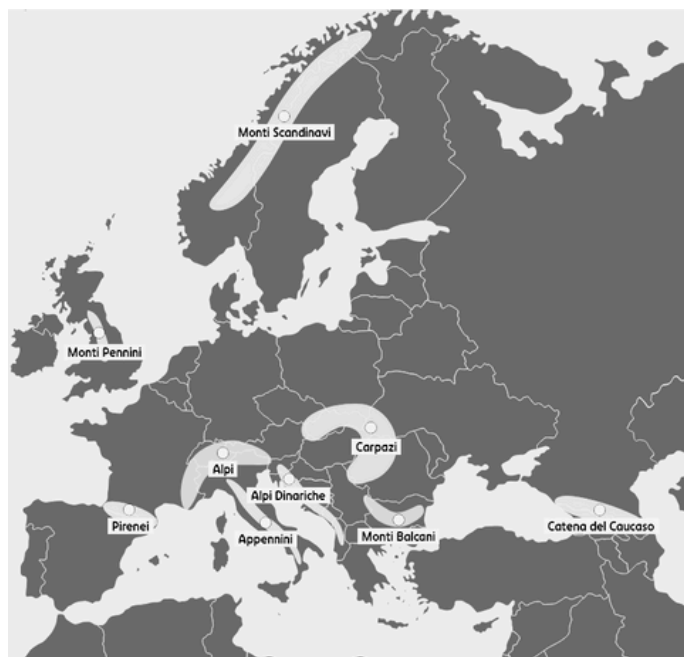 Monti Scandinavi
Monti Pennini
Carpazi
Alpi
Alpi Dinariche
Pirenei
Appennini
Monti Balcani
Catena del Caucaso